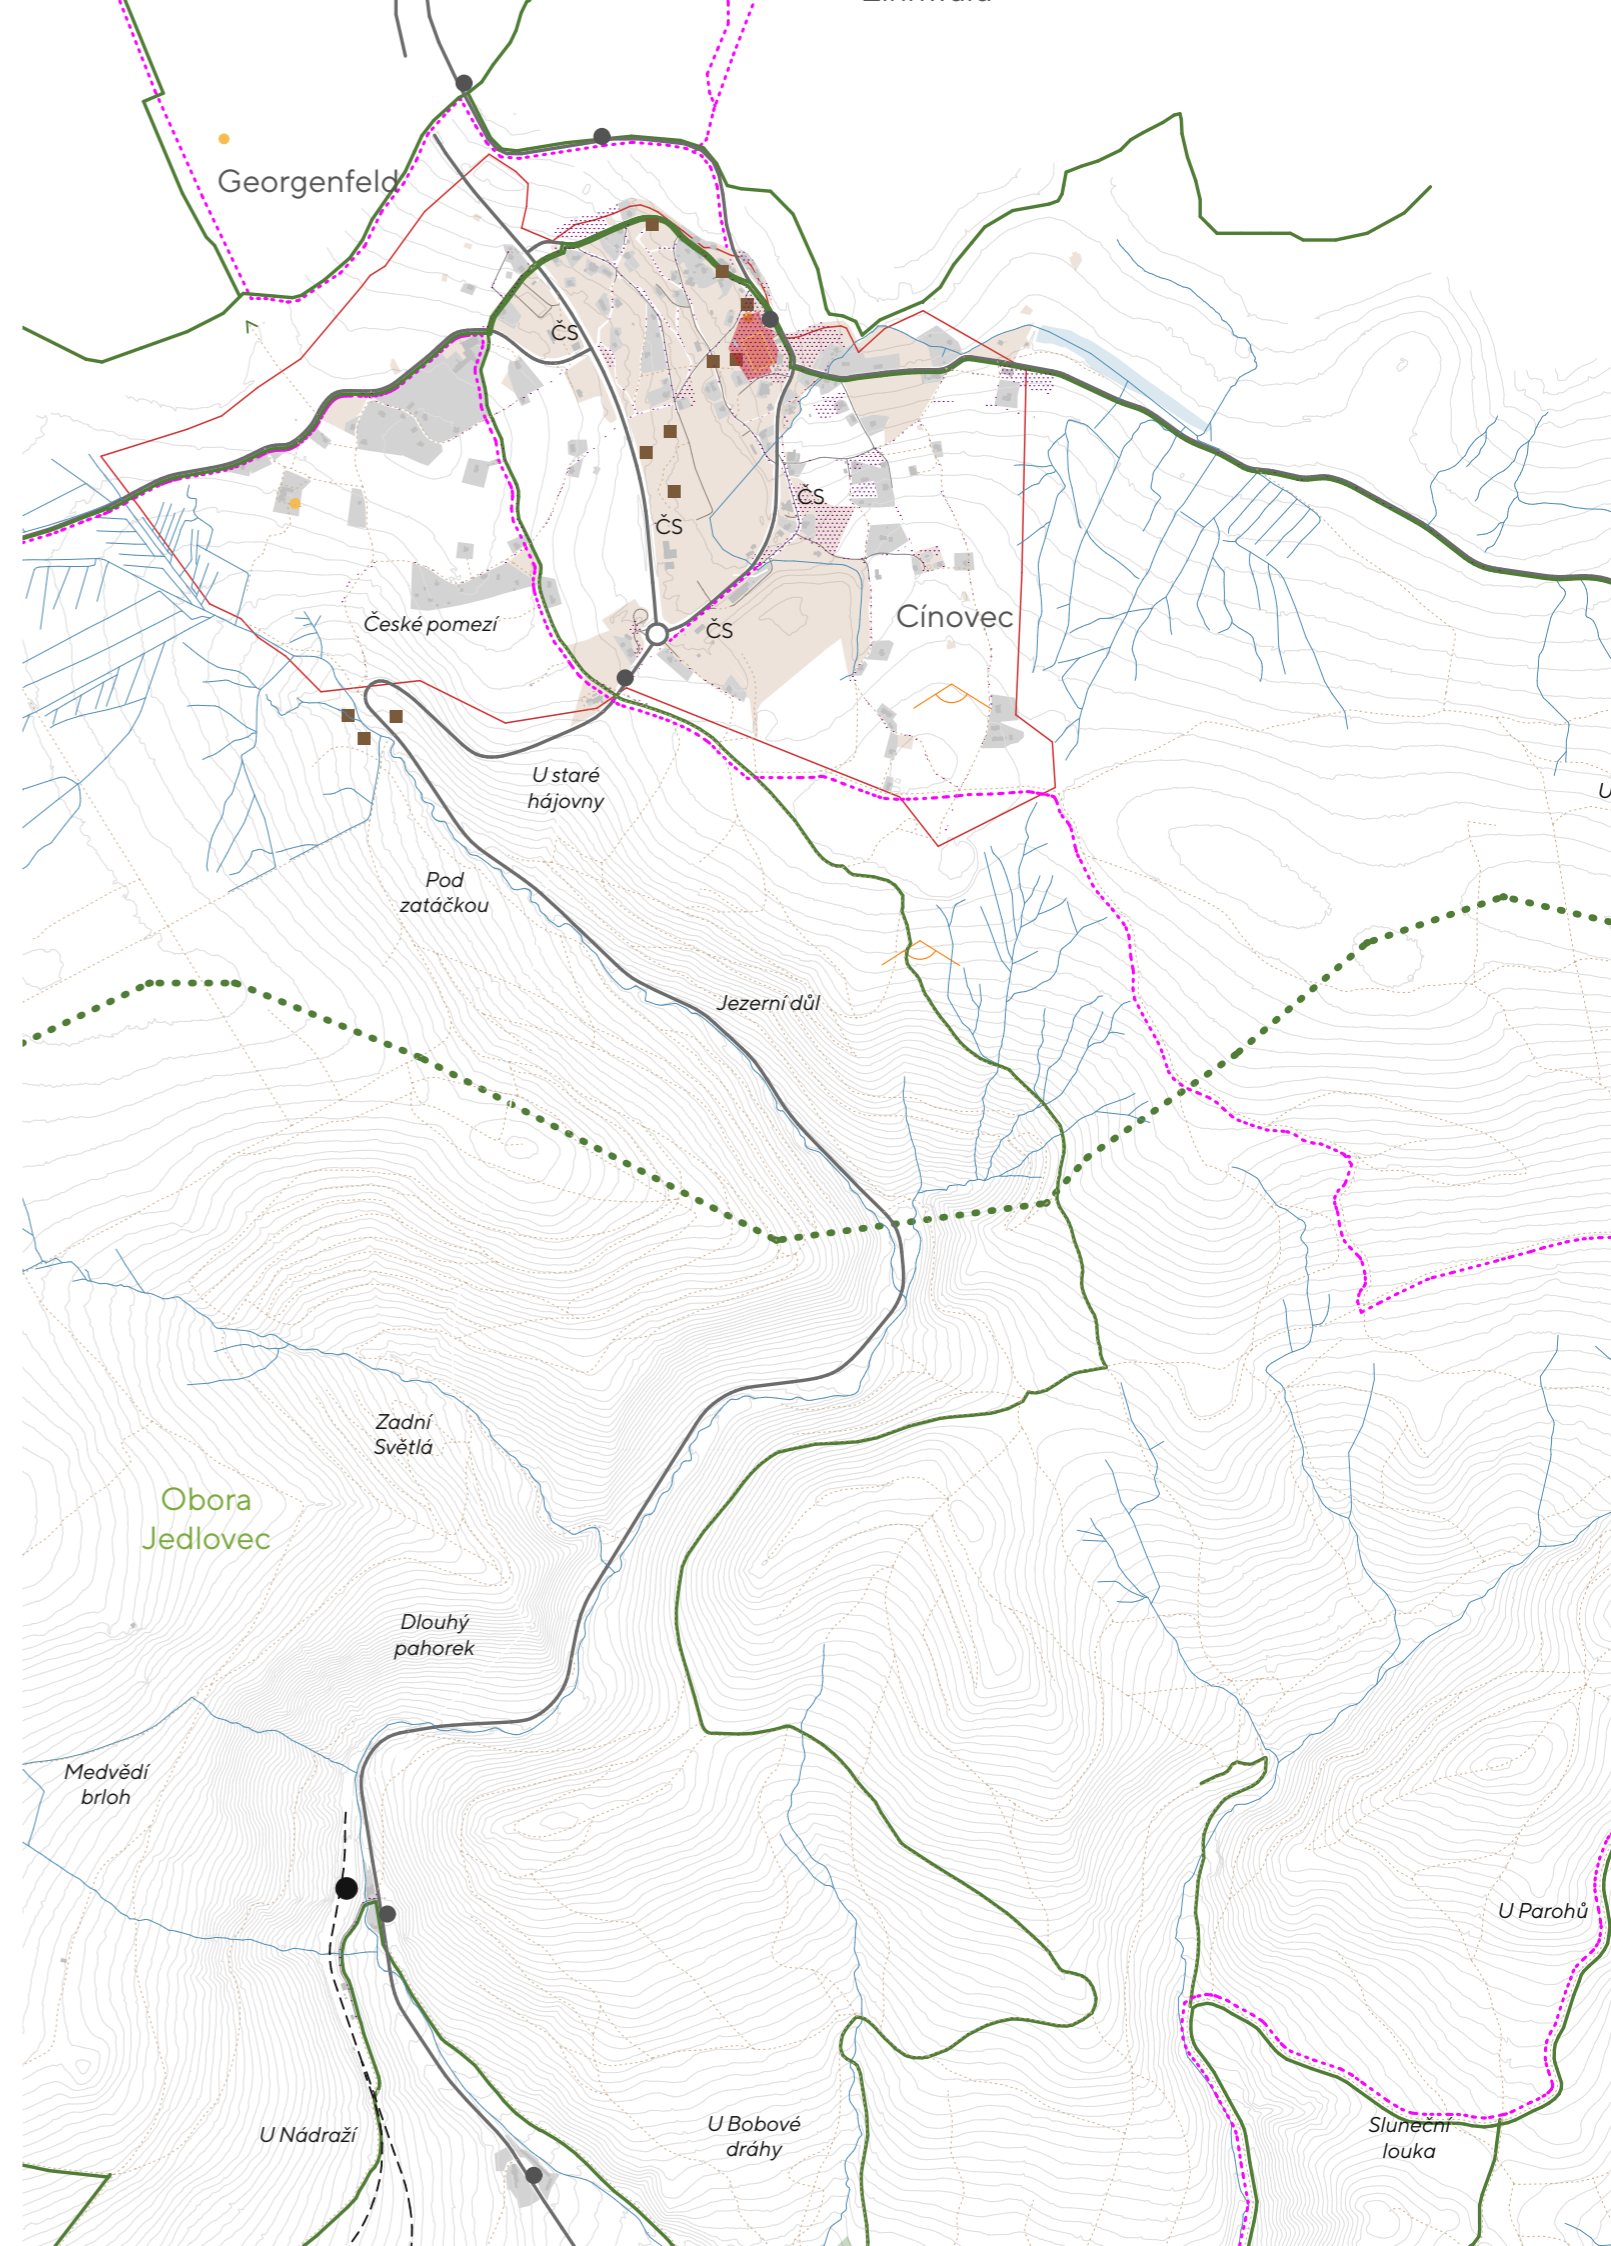 Georgenfeld
ČS
ČS
ČS
České pomezí
ČS
Cínovec
U staré
hájovny
U
Pod
zatáčkou
Jezerní důl
Zadní
Světlá
Obora
Jedlovec
Dlouhý
pahorek
Medvědí
brloh
U Parohů
U Nádraží
U Bobové
dráhy
Sluneční
louka